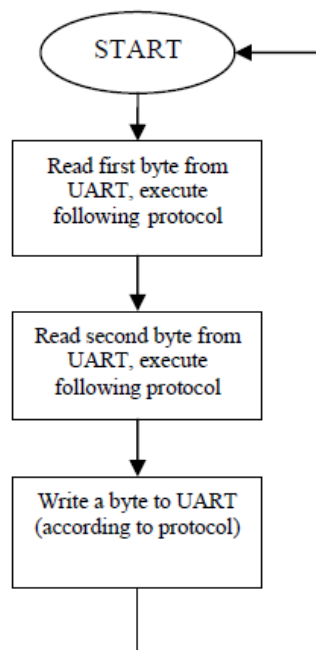 START
Read first byte from
UART, execute
following protocol
Read second byte from
UART, execute
following protocol
Write a byte to UART
(according to protocol)